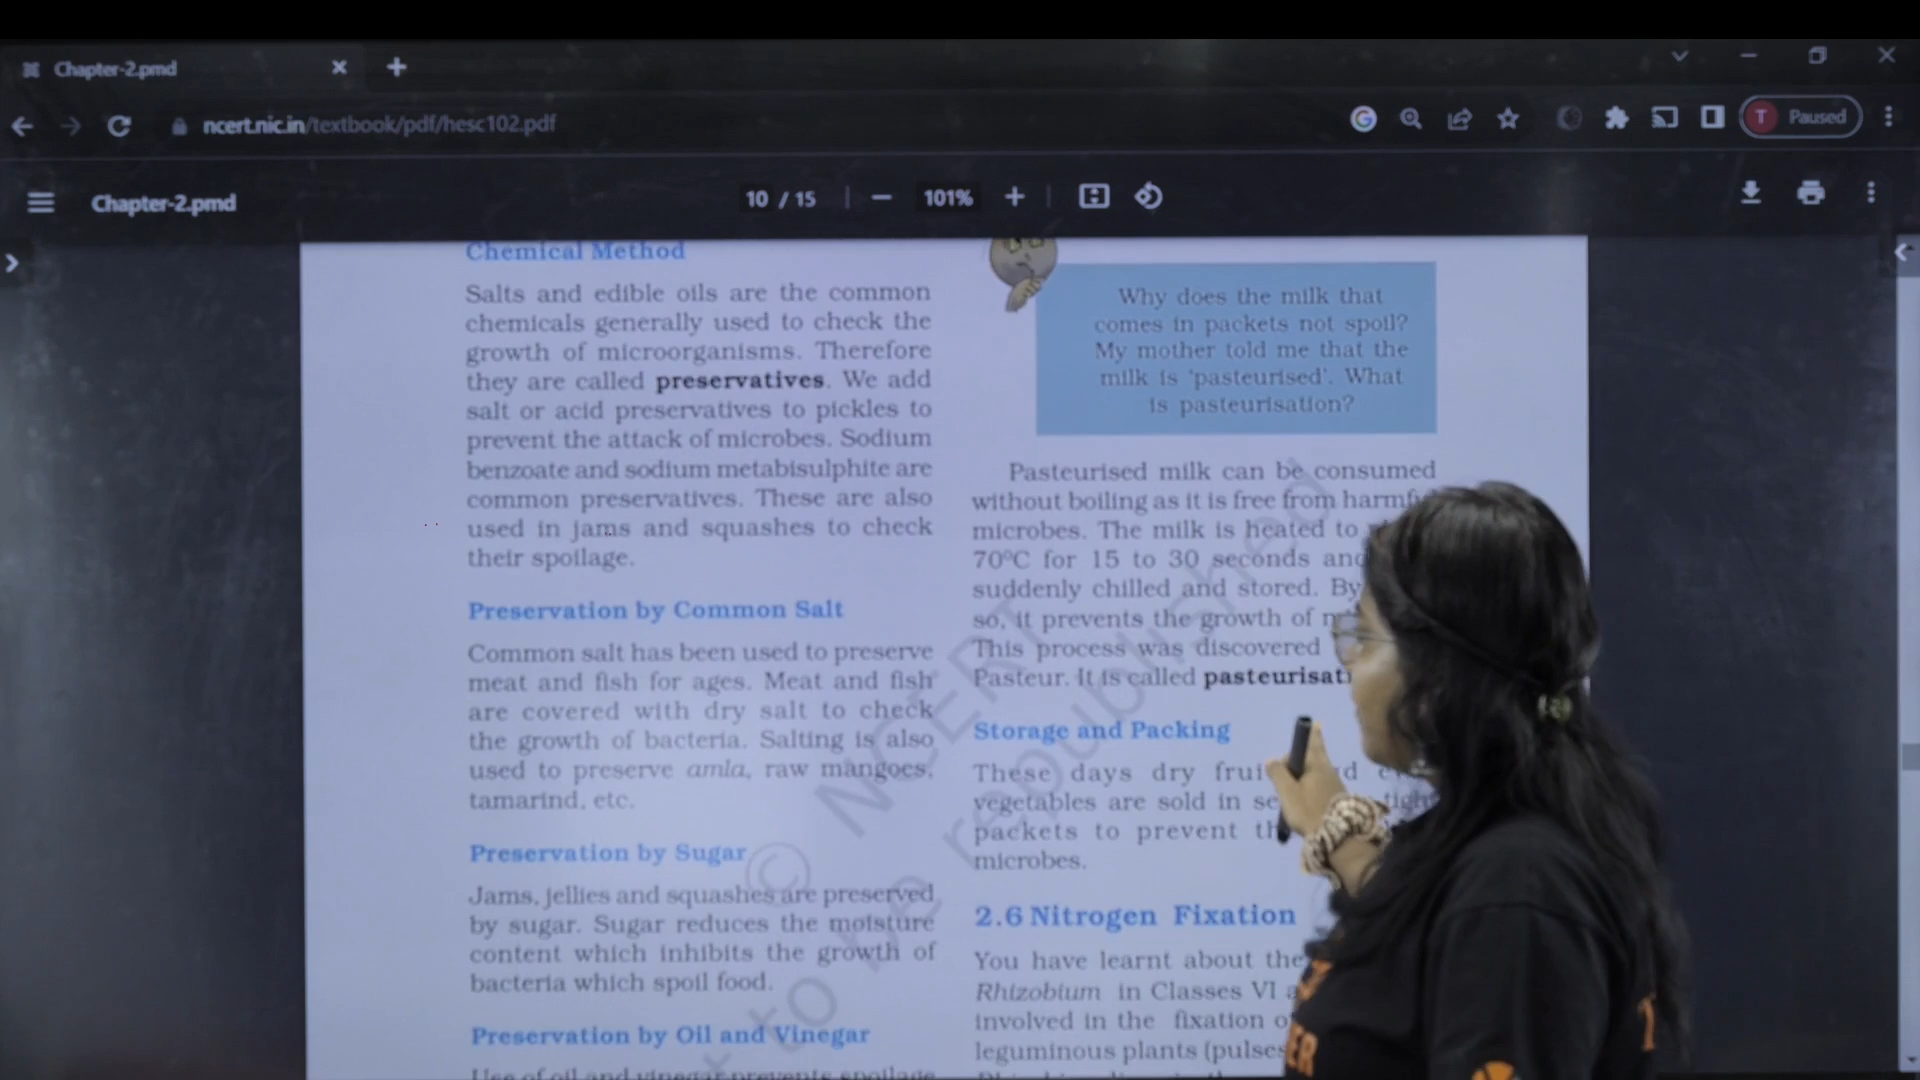 Chapter-2.pmd
ncert.nic.in/textbook/pdf/hesc102.pdf
T Paused
Chapter-2.pmd
10 / 15
101%
Chemical Method
Salts and edible oils are the common
chemicals generally used to check the
growth of microorganisms. Therefore
they are called preservatives. We add
salt or acid preservatives to pickles to
prevent the attack of microbes. Sodium
benzoate and sodium metabisulphite are
common preservatives. These are also
used in jams and squashes to check
their spoilage.
Preservation by Common Salt
Common salt has been used to preserve
meat and fish for ages. Meat and fish
are covered with dry salt to check
the growth of bacteria. Salting is also
used to preserve amla, raw mangoes,
tamarind, etc.
Preservation by Sugar
Jams, jellies and squashes are preserved
by sugar. Sugar reduces the moisture
content which inhibits the growth of
bacteria which spoil food.
Preservation by Oil and Vinegar
Use of oil and vinegar prevents spoilage
Why does the milk that
comes in packets not spoil?
My mother told me that the
milk is 'pasteurised'. What
is pasteurisation?
Pasteurised milk can be consumed
without boiling as it is free from
microbes. The milk is heated to
70°C for 15 to 30 seconds and
suddenly chilled and stored. By
so, it prevents the growth of
This process was discovered
Pasteur. It is called
Storage and Packing
These days dry
vegetables are sold in
packets to prevent
microbes.
2.6 Nitrogen Fixation
You have learnt about the
Rhizobium in Classes VI
involved in the fixation
leguminous plants (pulses
© NCERT
republished